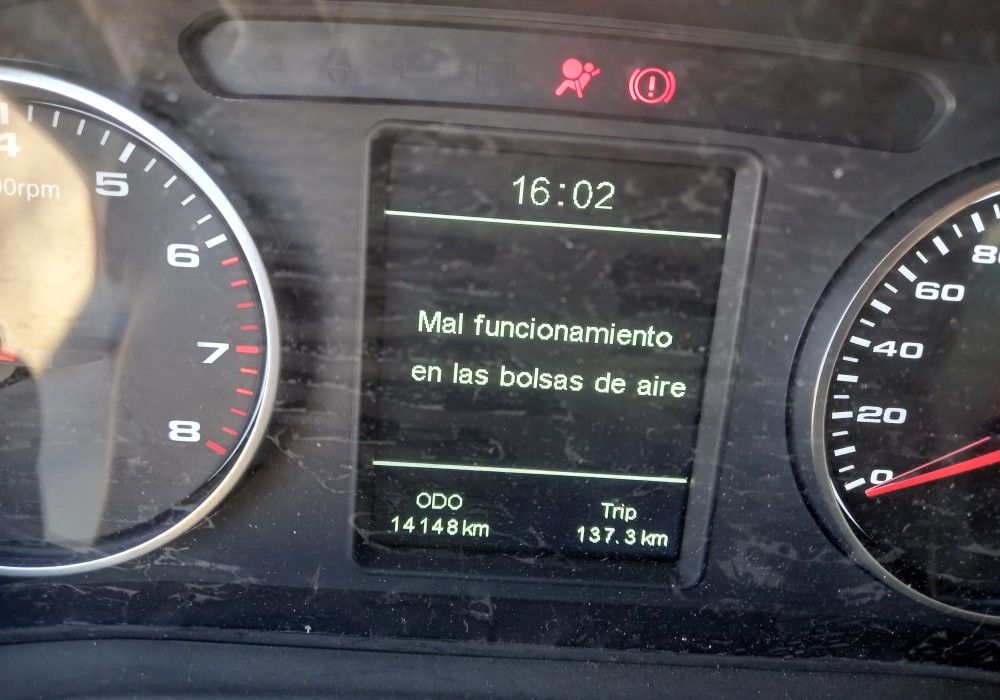 16:02
Mal funcionamiento
en las bolsas de aire
ODO
14148 km
Trip
137.3 km
4
5
6
7
8
60
40
20
0